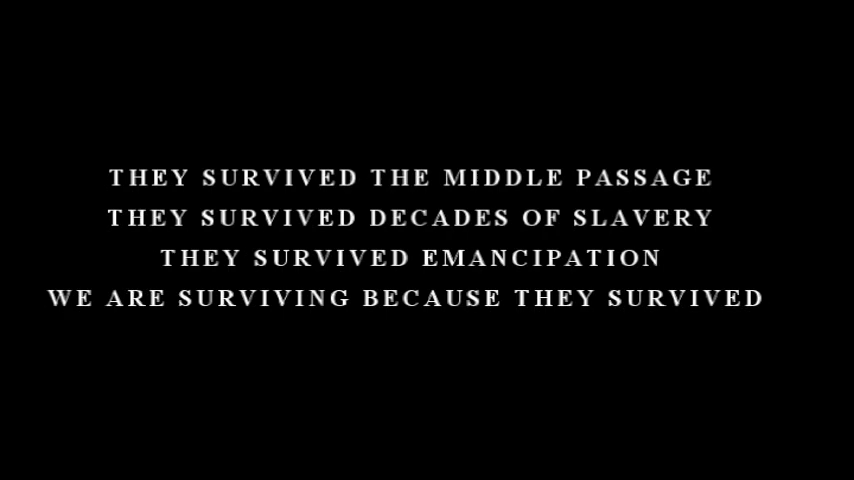 THEY SURVIVED THE MIDDLE PASSAGE
THEY SURVIVED DECADES OF SLAVERY
THEY SURVIVED EMANCIPATION
WE ARE SURVIVING BECAUSE THEY SURVIVED